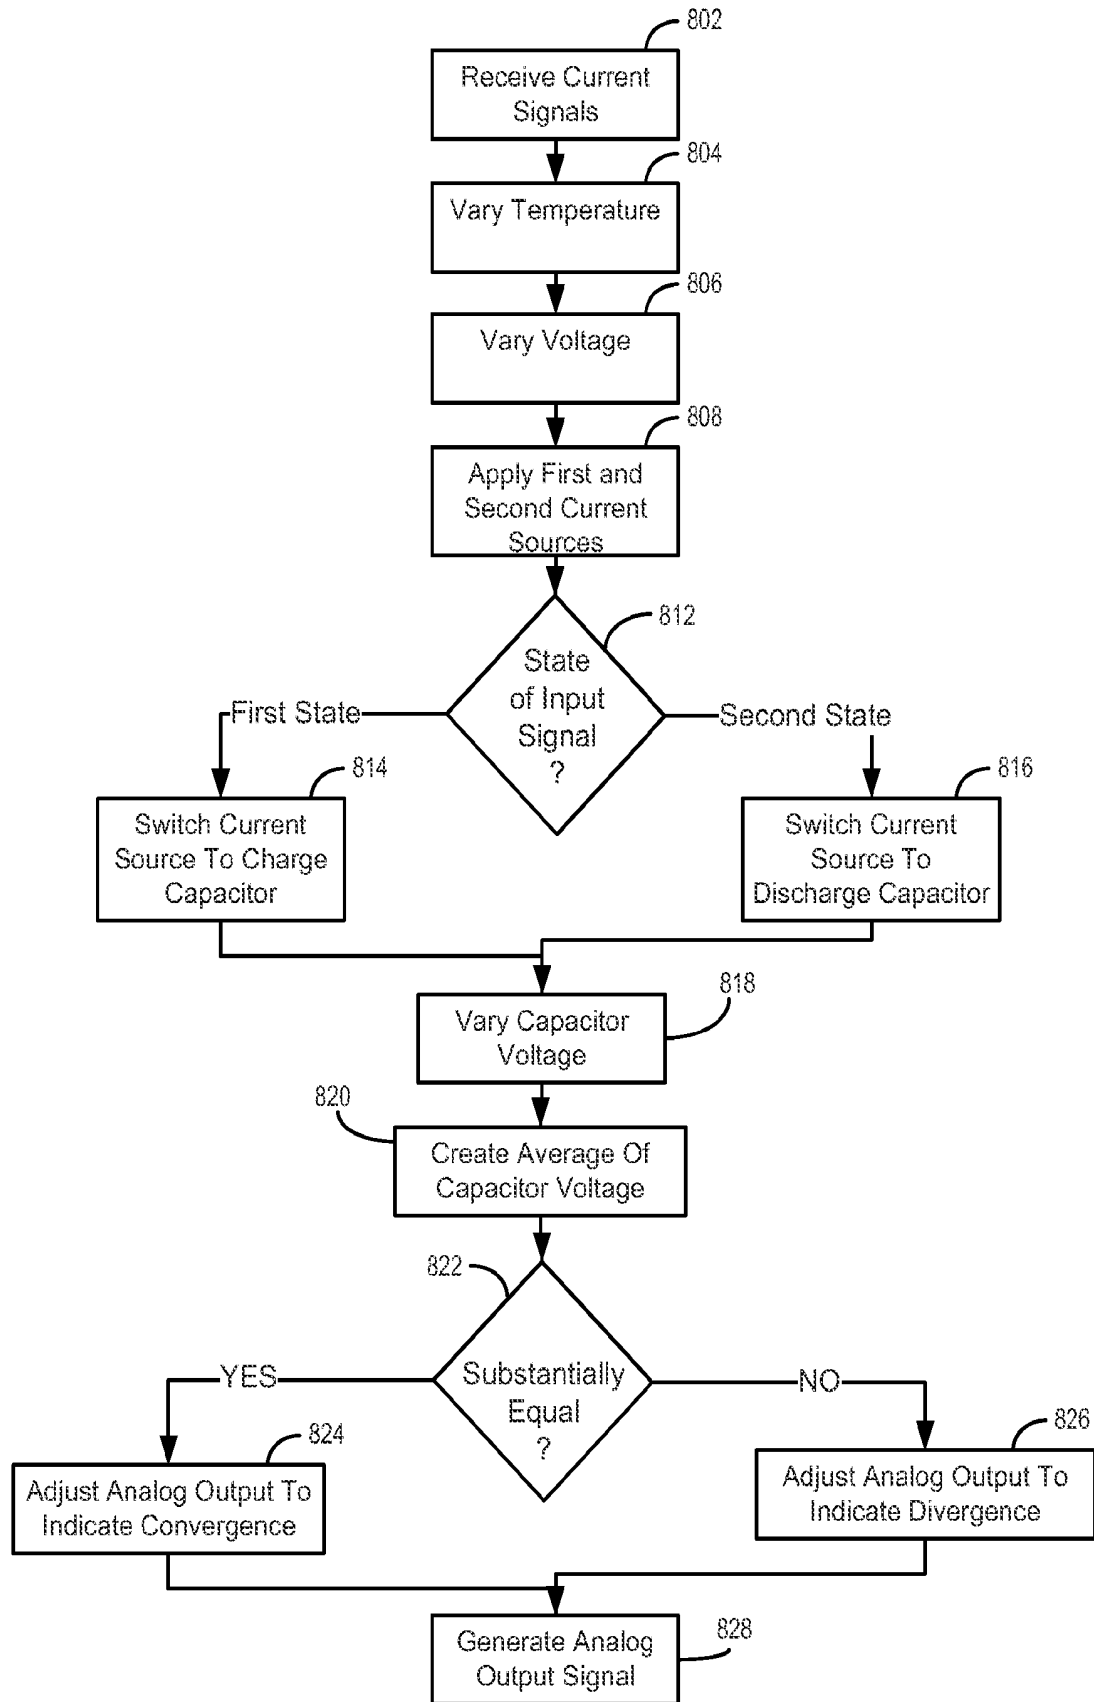 802
Receive Current
Signals
804
Vary Temperature
806
Vary Voltage
808
Apply First and
Second Current
Sources
812
State
of Input
Signal
?
First State
Second State
814
Switch Current
Source To Charge
Capacitor
816
Switch Current
Source To
Discharge Capacitor
818
Vary Capacitor
Voltage
820
Create Average Of
Capacitor Voltage
822
Substantially
Equal
?
YES
NO
824
Adjust Analog Output To
Indicate Convergence
826
Adjust Analog Output To
Indicate Divergence
Generate Analog
Output Signal
828